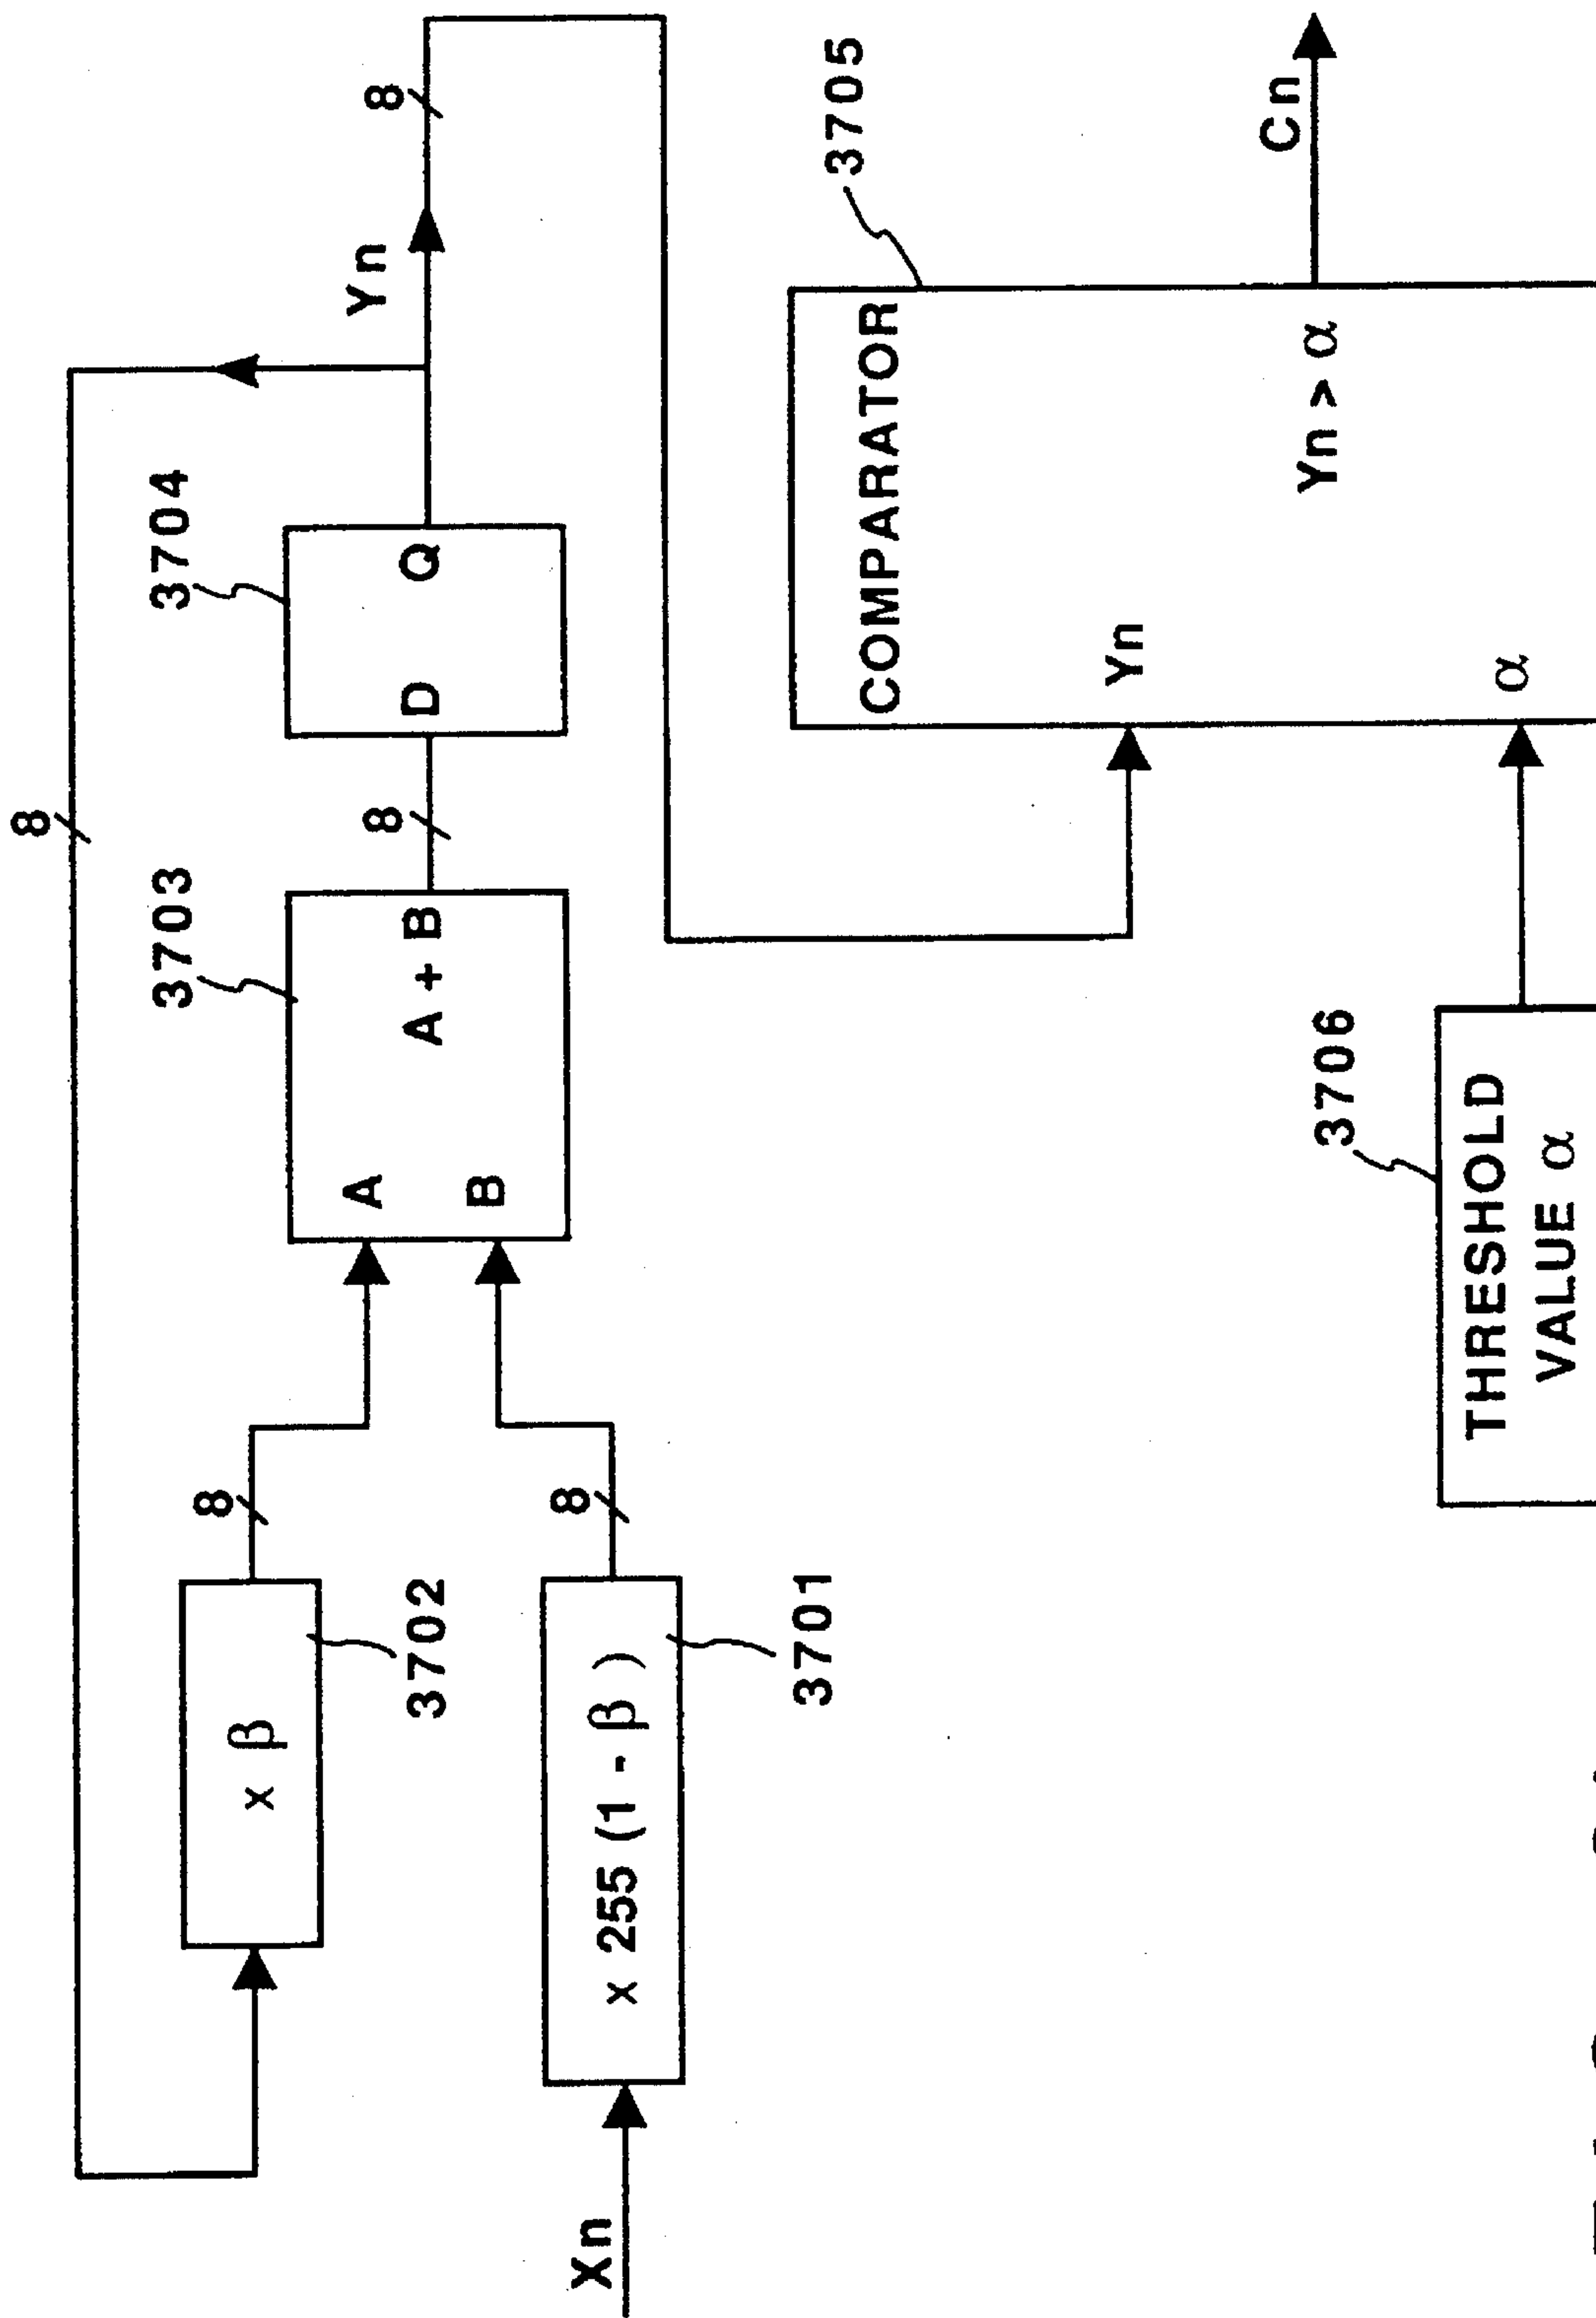 8
3704
Yn
8
3703
D Q
8
A
B
A + B
8
x β
3702
8
x 255 (1 - β)
3701
Xn
3705
COMPARATOR
Yn
Yn > α
α
Cn
3706
THRESHOLD
VALUE α